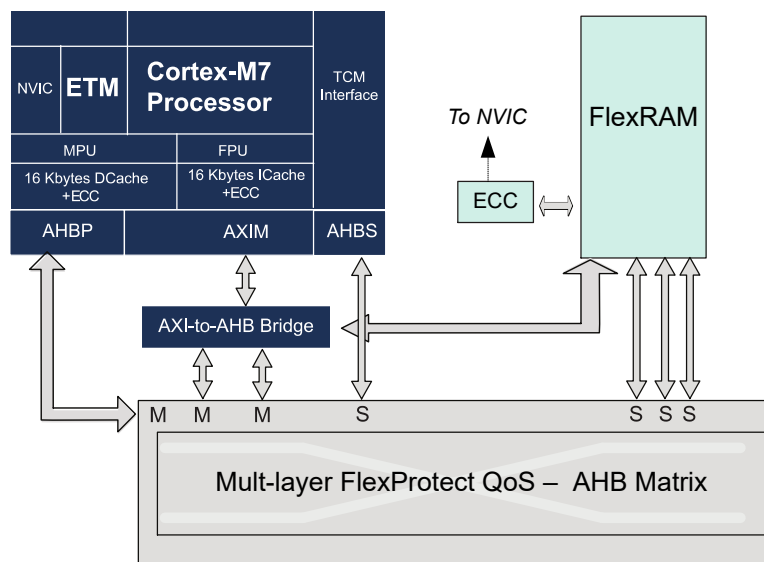 NVIC
ETM
Cortex-M7
Processor
TCM
Interface
MPU
FPU
16 Kbytes DCache
+ECC
16 Kbytes ICache
+ECC
AHBP
AXIM
AHBS
To NVIC
ECC
FlexRAM
AXI-to-AHB Bridge
M M M S S S S
Mult-layer FlexProtect QoS – AHB Matrix